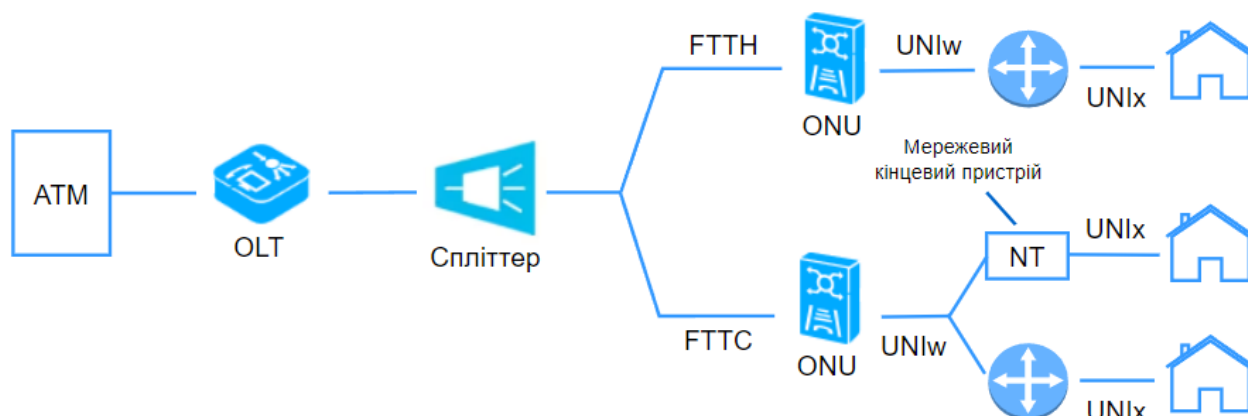 FTTH
UNIw
UNIx
ONU
Мережевий
кінцевий пристрій
ATM
OLT
Спліттер
NT
UNIx
FTTC
ONU
UNIw
UNIx